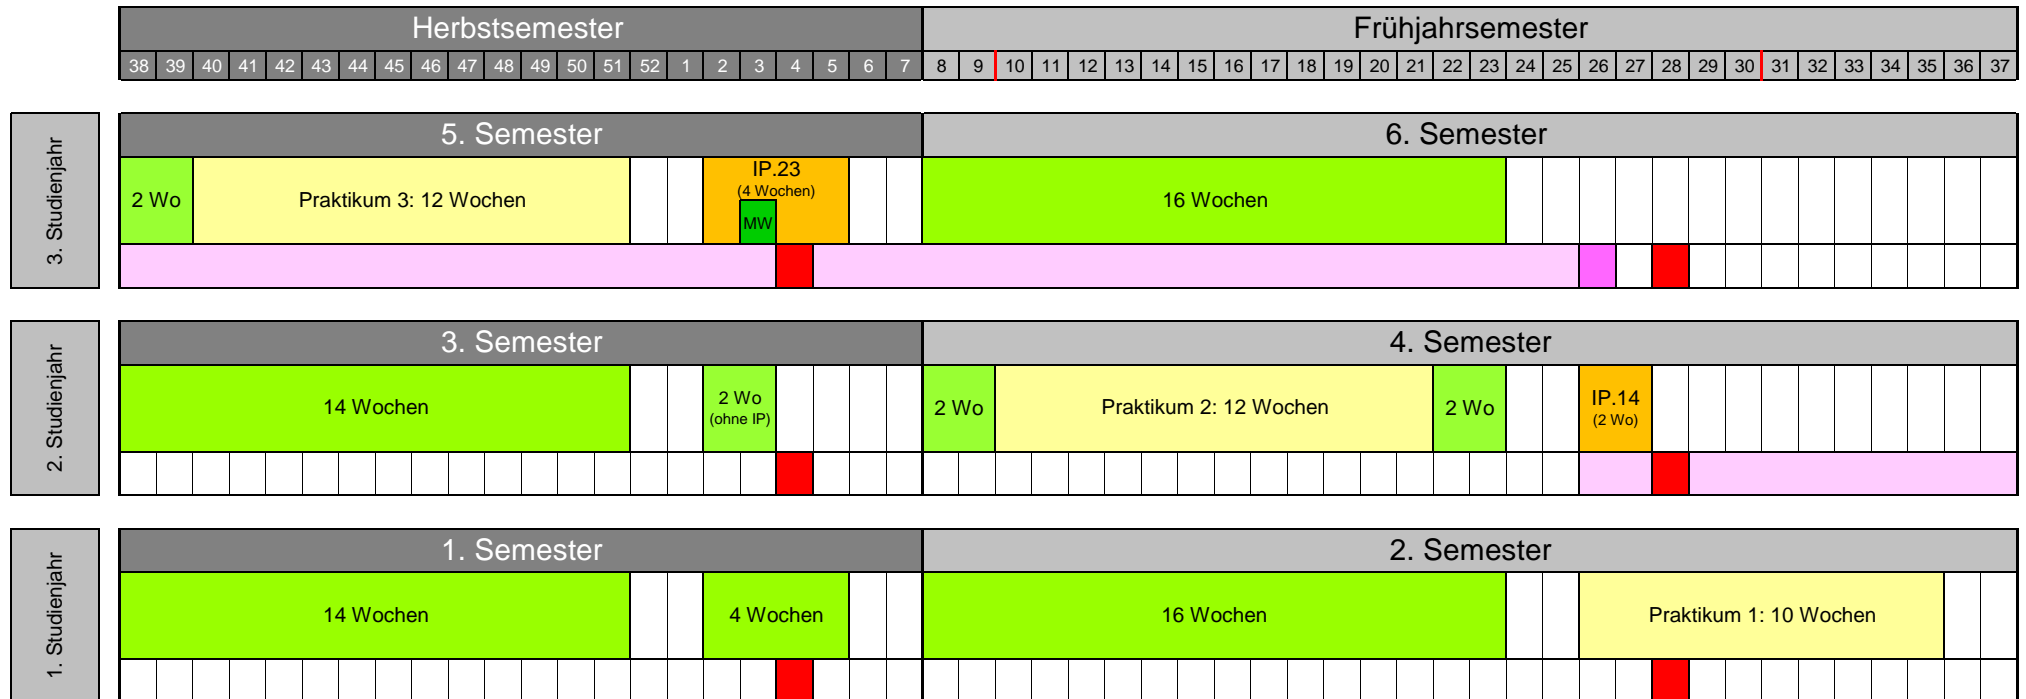 Herbstsemester Frühjahrsemester
38 39 40 41 42 43 44 45 46 47 48 49 50 51 52 1 2 3 4 5 6 7 8 9 10 11 12 13 14 15 16 17 18 19 20 21 22 23 24 25 26 27 28 29 30 31 32 33 34 35 36 37
3. Studienjahr
5. Semester 6. Semester
2 Wo Praktikum 3: 12 Wochen IP.23 16 Wochen
(4 Wochen)
MW
2. Studienjahr
3. Semester 4. Semester
14 Wochen 2 Wo 2 Wo Praktikum 2: 12 Wochen 2 Wo IP.14
(ohne IP) (2 Wo)
1. Studienjahr
1. Semester 2. Semester
14 Wochen 4 Wochen 16 Wochen Praktikum 1: 10 Wochen